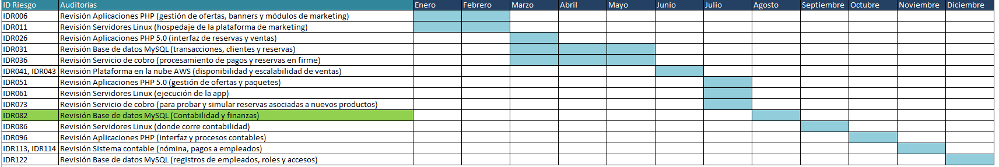 ID Riesgo Auditorías Enero Febrero Marzo Abril Mayo Junio Julio Agosto Septiembre Octubre Noviembre Diciembre
IDR006 Revisión Aplicaciones PHP (gestión de ofertas, banners y módulos de marketing)
IDR011 Revisión Servidores Linux (hospedaje de la plataforma de marketing)
IDR026 Revisión Aplicaciones PHP 5.0 (interfaz de reservas y ventas)
IDR031 Revisión Base de datos MySQL (transacciones, clientes y reservas)
IDR036 Revisión Servicio de cobro (procesamiento de pagos y reservas en firme)
IDR041, IDR043 Revisión Plataforma en la nube AWS (disponibilidad y escalabilidad de ventas)
IDR051 Revisión Aplicaciones PHP 5.0 (gestión de ofertas y paquetes)
IDR061 Revisión Servidores Linux (ejecución de la app)
IDR073 Revisión Servicio de cobro (para probar y simular reservas asociadas a nuevos productos)
IDR082 Revisión Base de datos MySQL (Contabilidad y finanzas)
IDR086 Revisión Servidores Linux (donde corre contabilidad)
IDR096 Revisión Aplicaciones PHP (interfaz y procesos contables)
IDR113, IDR114 Revisión Sistema contable (nómina, pagos a empleados)
IDR122 Revisión Base de datos MySQL (registros de empleados, roles y accesos)